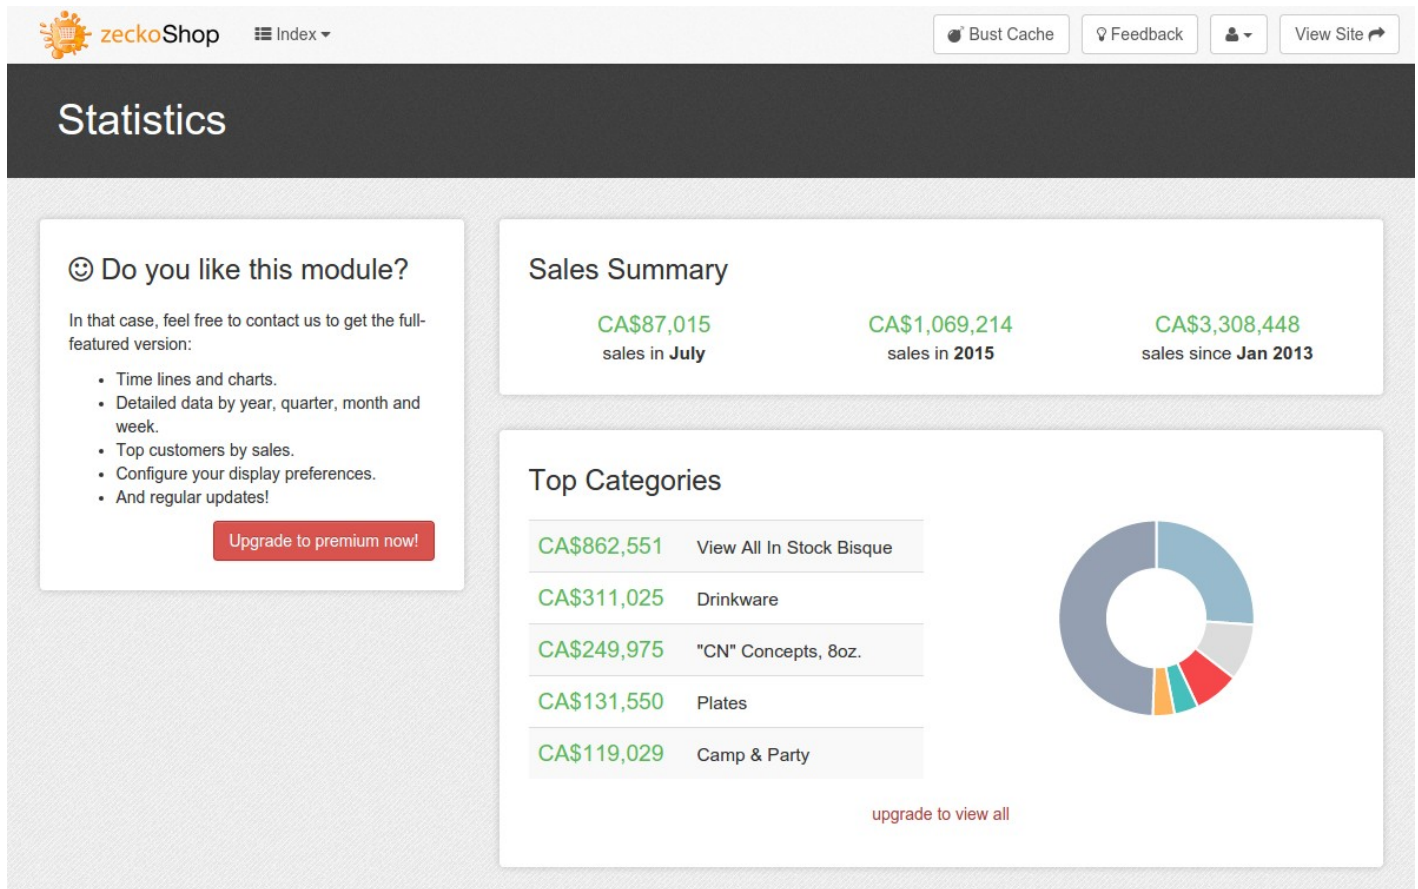 zeckoShop
Index
Bust Cache
Feedback
View Site
Statistics
Do you like this module?
In that case, feel free to contact us to get the full-
featured version:
• Time lines and charts.
• Detailed data by year, quarter, month and
week.
• Top customers by sales.
• Configure your display preferences.
• And regular updates!
Upgrade to premium now!
Sales Summary
CA$87,015 CA$1,069,214 CA$3,308,448
sales in July sales in 2015 sales since Jan 2013
Top Categories
CA$862,551 View All In Stock Bisque
CA$311,025 Drinkware
CA$249,975 "CN" Concepts, 8oz.
CA$131,550 Plates
CA$119,029 Camp & Party
upgrade to view all